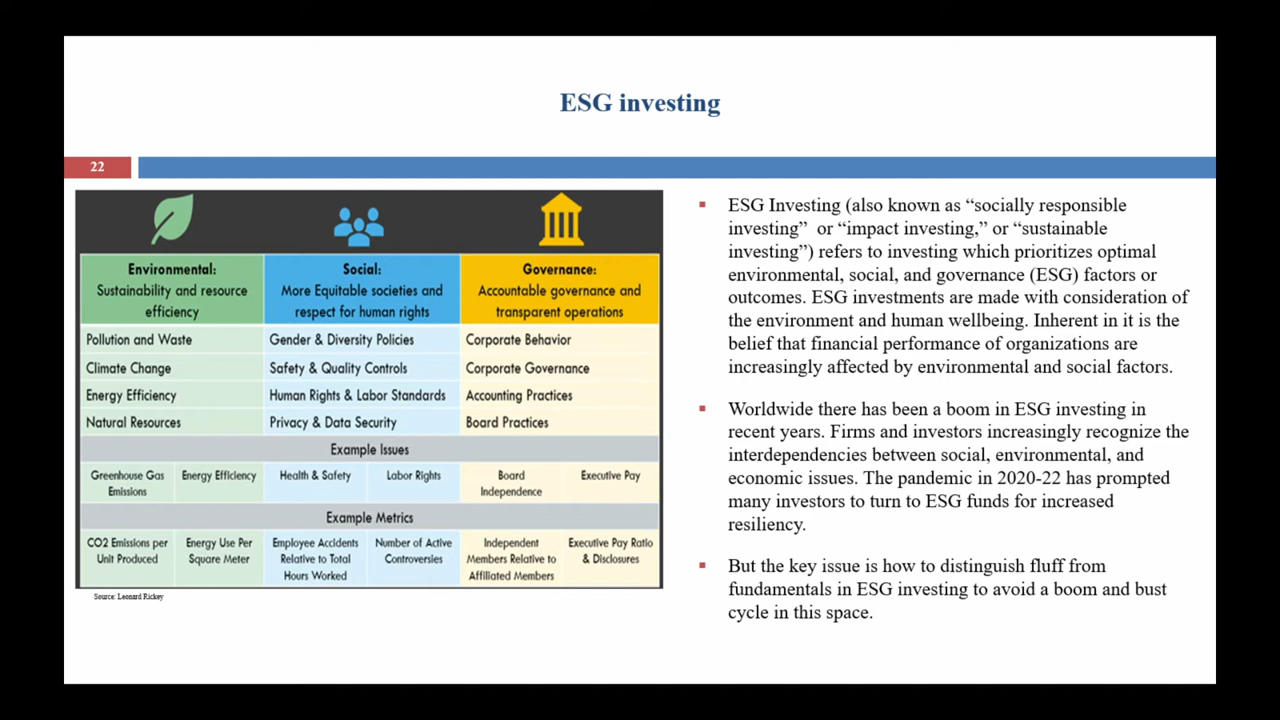 ESG investing
22
Environmental:
Sustainability and resource
efficiency
Social:
More Equitable societies and
respect for human rights
Governance:
Accountable governance and
transparent operations
Pollution and Waste
Gender & Diversity Policies
Corporate Behavior
Climate Change
Safety & Quality Controls
Corporate Governance
Energy Efficiency
Human Rights & Labor Standards
Accounting Practices
Natural Resources
Privacy & Data Security
Board Practices
Example Issues
Greenhouse Gas
Emissions
Energy Efficiency
Health & Safety
Labor Rights
Board
Independence
Executive Pay
Example Metrics
CO2 Emissions per
Unit Produced
Energy Use Per
Square Meter
Employee Accidents
Relative to Total
Hours Worked
Number of Active
Controversies
Independent
Members Relative to
Affiliated Members
Executive Pay Ratio
& Disclosures
Source: Leonard Rickey
▪ ESG Investing (also known as “socially responsible
investing” or “impact investing,” or “sustainable
investing”) refers to investing which prioritizes optimal
environmental, social, and governance (ESG) factors or
outcomes. ESG investments are made with consideration of
the environment and human wellbeing. Inherent in it is the
belief that financial performance of organizations are
increasingly affected by environmental and social factors.
▪ Worldwide there has been a boom in ESG investing in
recent years. Firms and investors increasingly recognize the
interdependencies between social, environmental, and
economic issues. The pandemic in 2020-22 has prompted
many investors to turn to ESG funds for increased
resiliency.
▪ But the key issue is how to distinguish fluff from
fundamentals in ESG investing to avoid a boom and bust
cycle in this space.